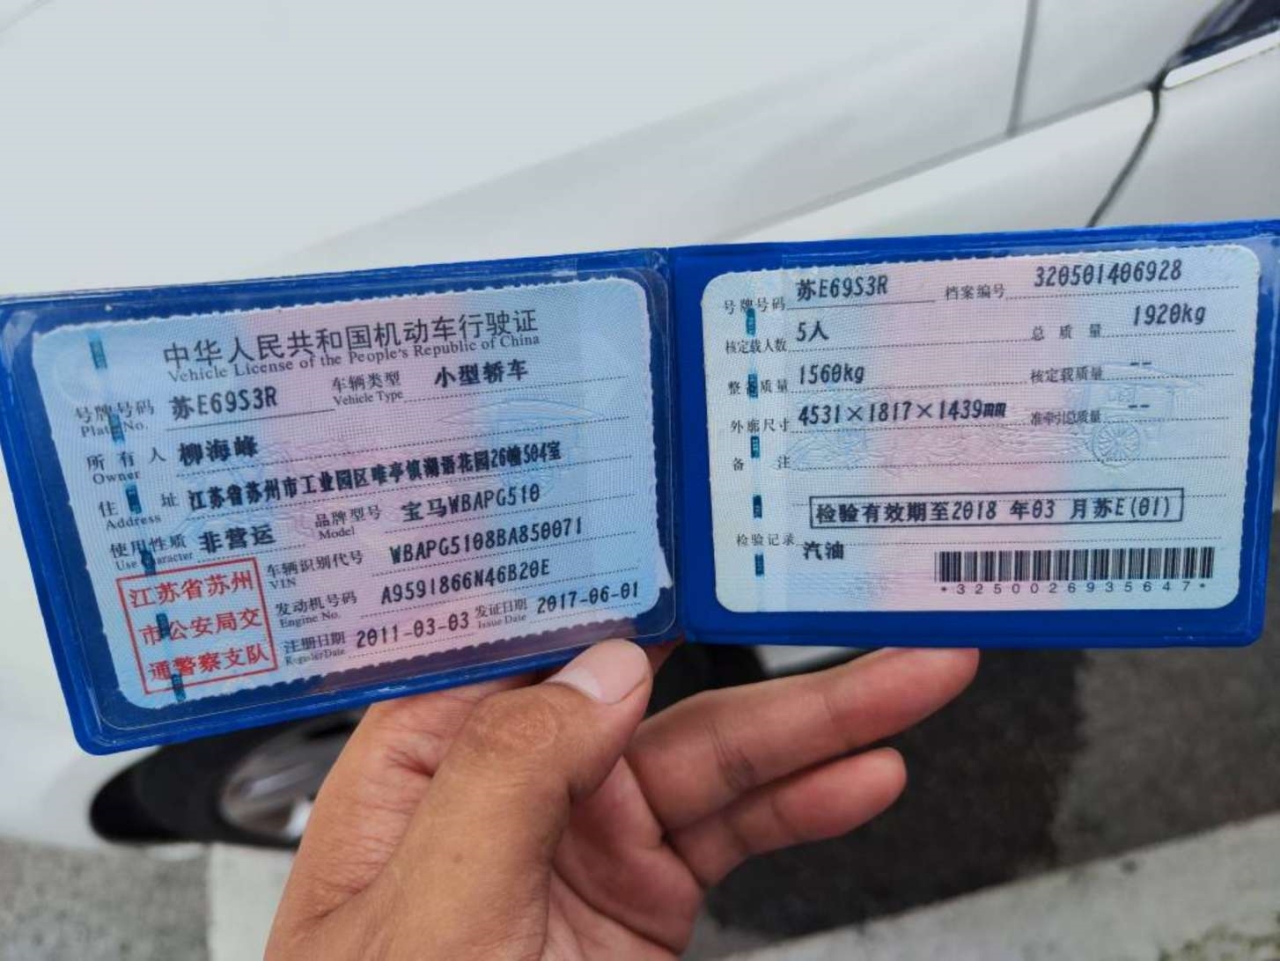 中华人民共和国机动车行驶证
Vehicle License of the People's Republic of China
号牌号码 苏E69S3R 车辆类型 小型轿车
Plate No. Vehicle Type
所有人 柳海峰
Owner
住址 江苏省苏州市工业园区唯亭镇湖语花园26幢504室
Address
使用性质 非营运 品牌型号 宝马WBAPG510
Use Character Model
车辆识别代号 WBAPG5108BA850071
VIN
发动机号码 A9591866N46B20E
Engine No.
注册日期 2011-03-03 发证日期 2017-06-01
Register Date Issue Date
江苏省苏州
市公安局交
通警察支队
号牌号码 苏E69S3R 档案编号 320501406928
核定载人数 5人 总质量 1920kg
整备质量 1560kg 核定载质量 --
外廓尺寸 4531×1817×1439mm 准牵引总质量 --
备注
检验有效期至2018 年03 月苏E(01)
检验记录
汽油
*3250026935647*